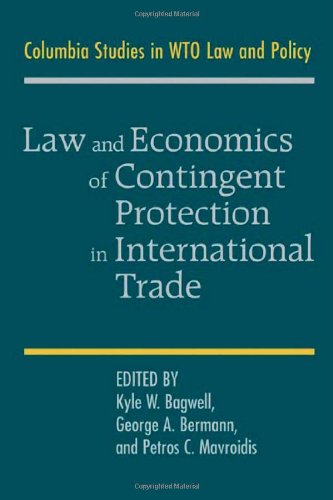 Columbia Studies in WTO Law and Policy
Law and Economics
of Contingent
Protection
in International
Trade
EDITED BY
Kyle W. Bagwell,
George A. Bermann,
and Petros C. Mavroidis